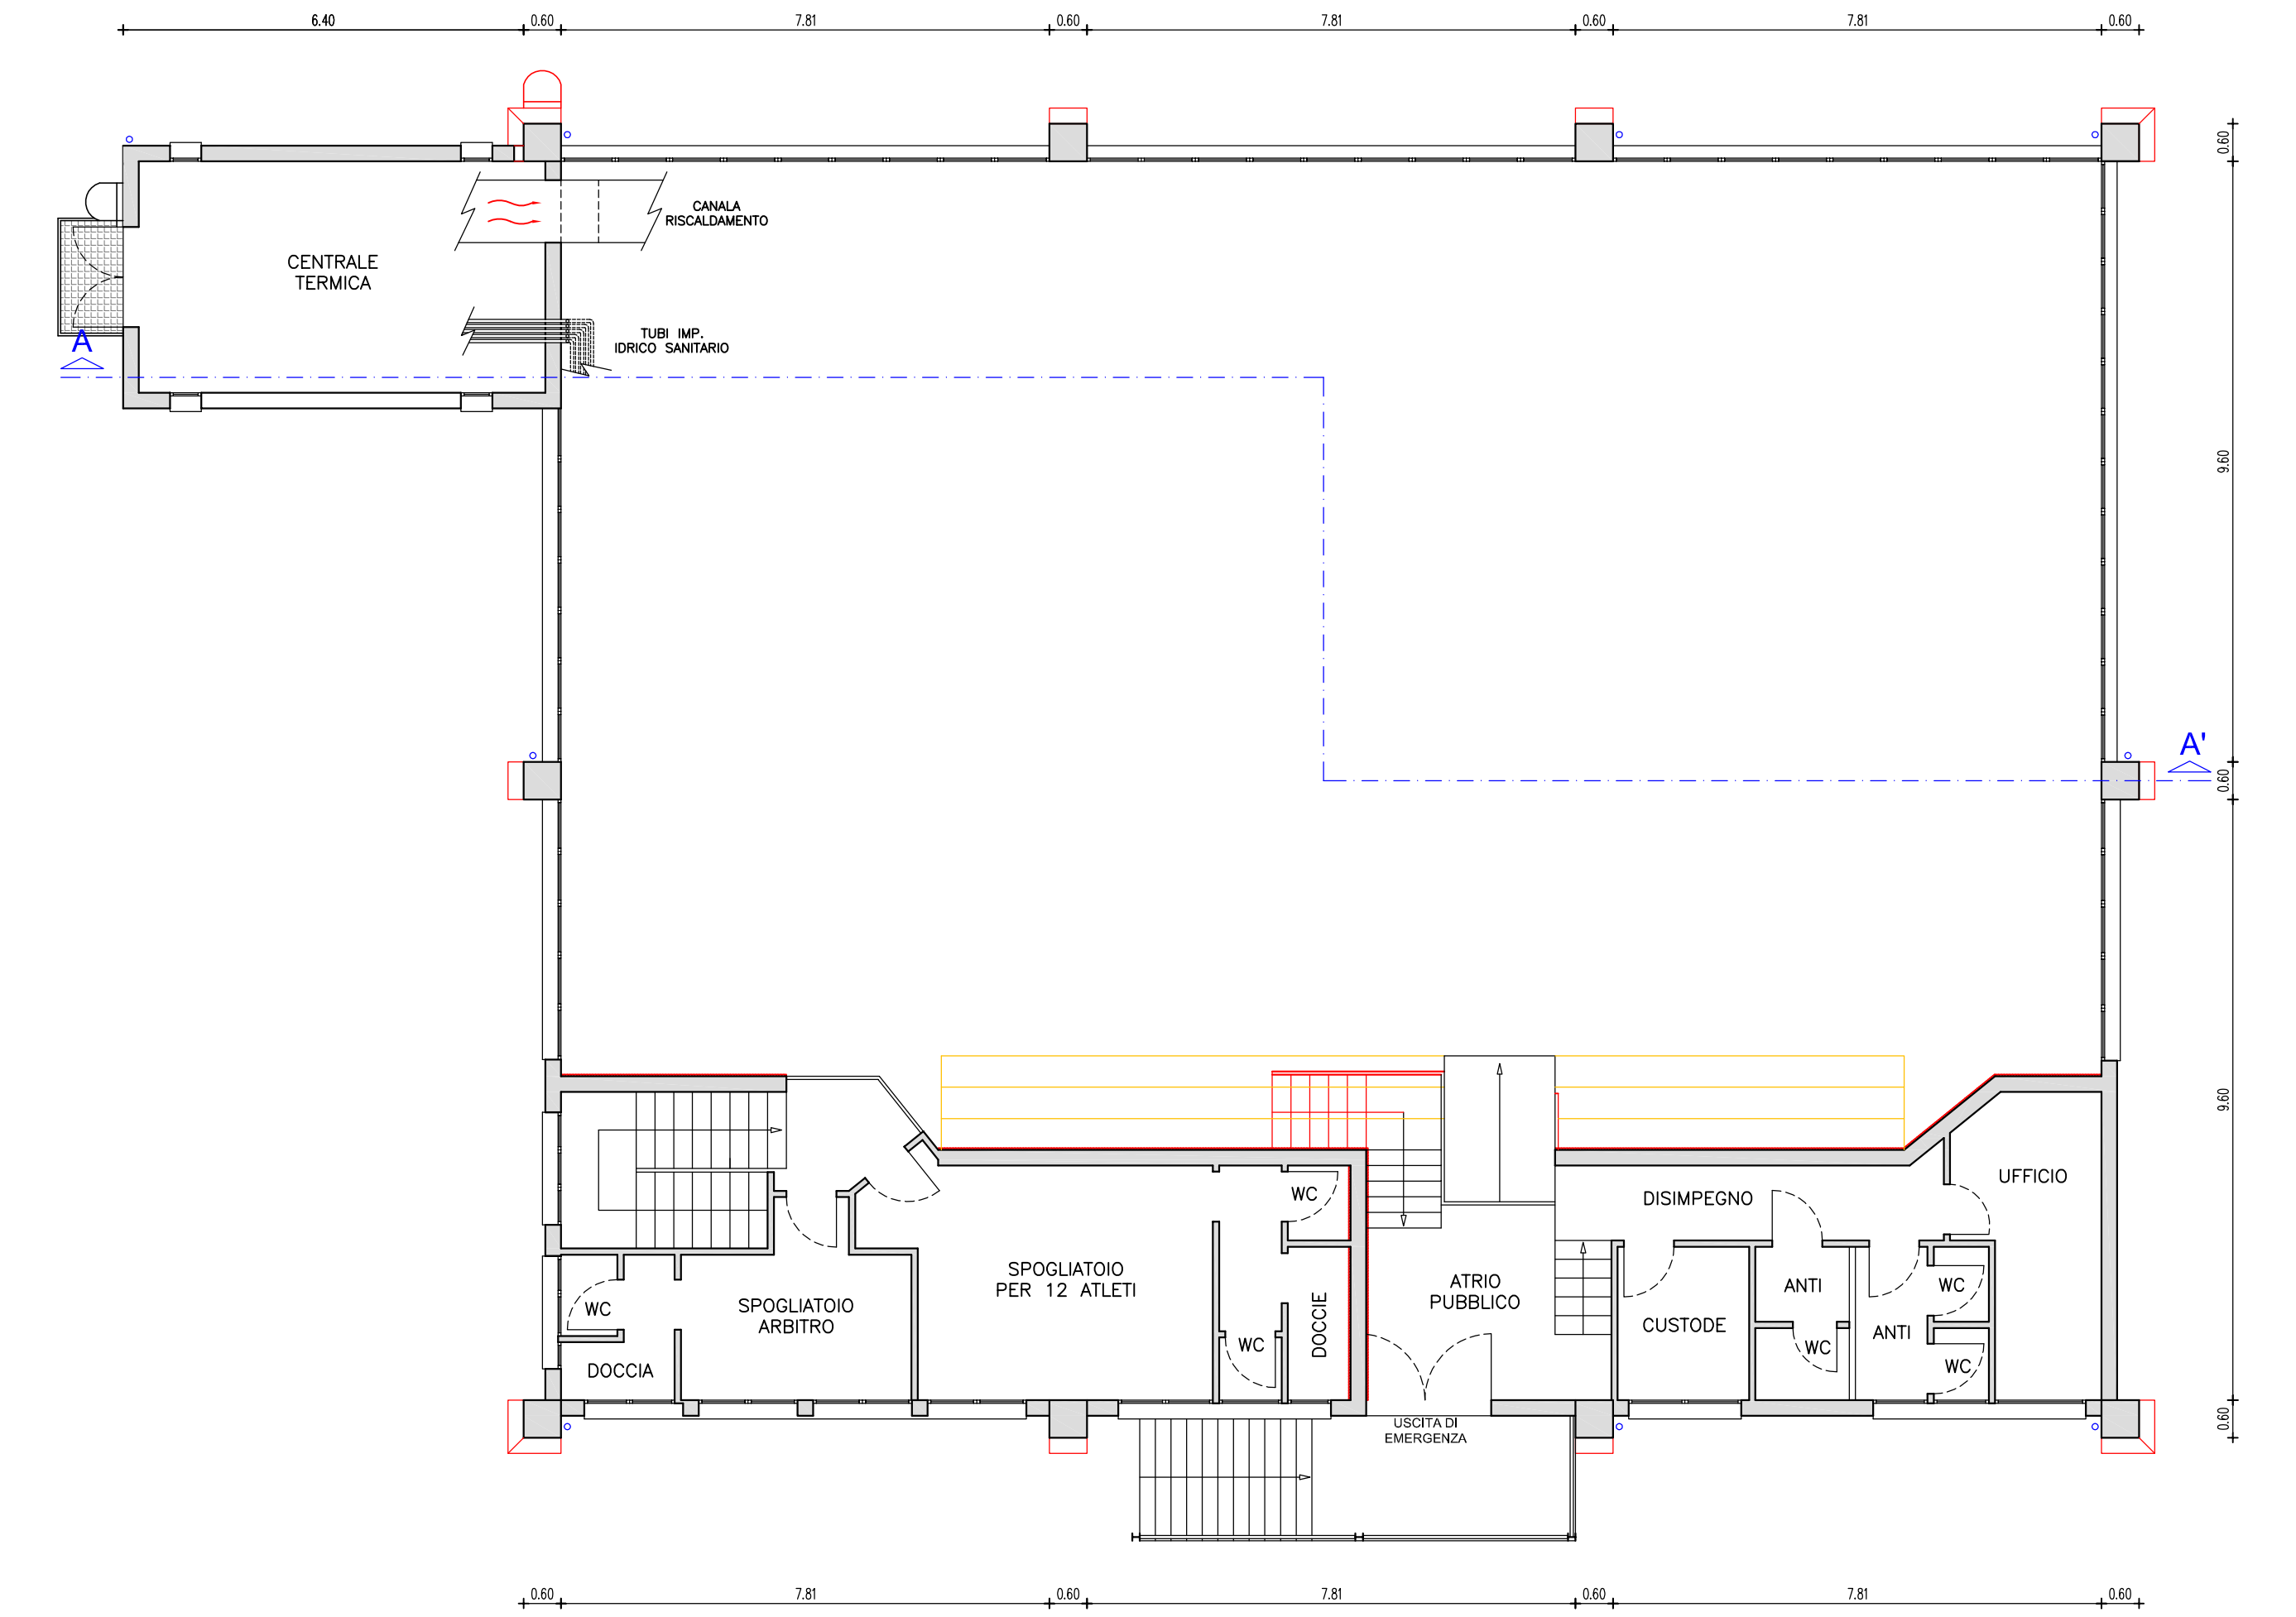 6.40
0.60
7.81
0.60
7.81
0.60
7.81
0.60
0.60
CANALA
RISCALDAMENTO
CENTRALE
TERMICA
TUBI IMP.
IDRICO SANITARIO
A
9.60
A'
0.60
9.60
UFFICIO
WC
DISIMPEGNO
SPOGLIATOIO
PER 12 ATLETI
ATRIO
PUBBLICO
ANTI
WC
WC
SPOGLIATOIO
ARBITRO
DOCCIE
CUSTODE
ANTI
WC
WC
WC
DOCCIA
USCITA DI
EMERGENZA
0.60
0.60
7.81
0.60
7.81
0.60
7.81
0.60